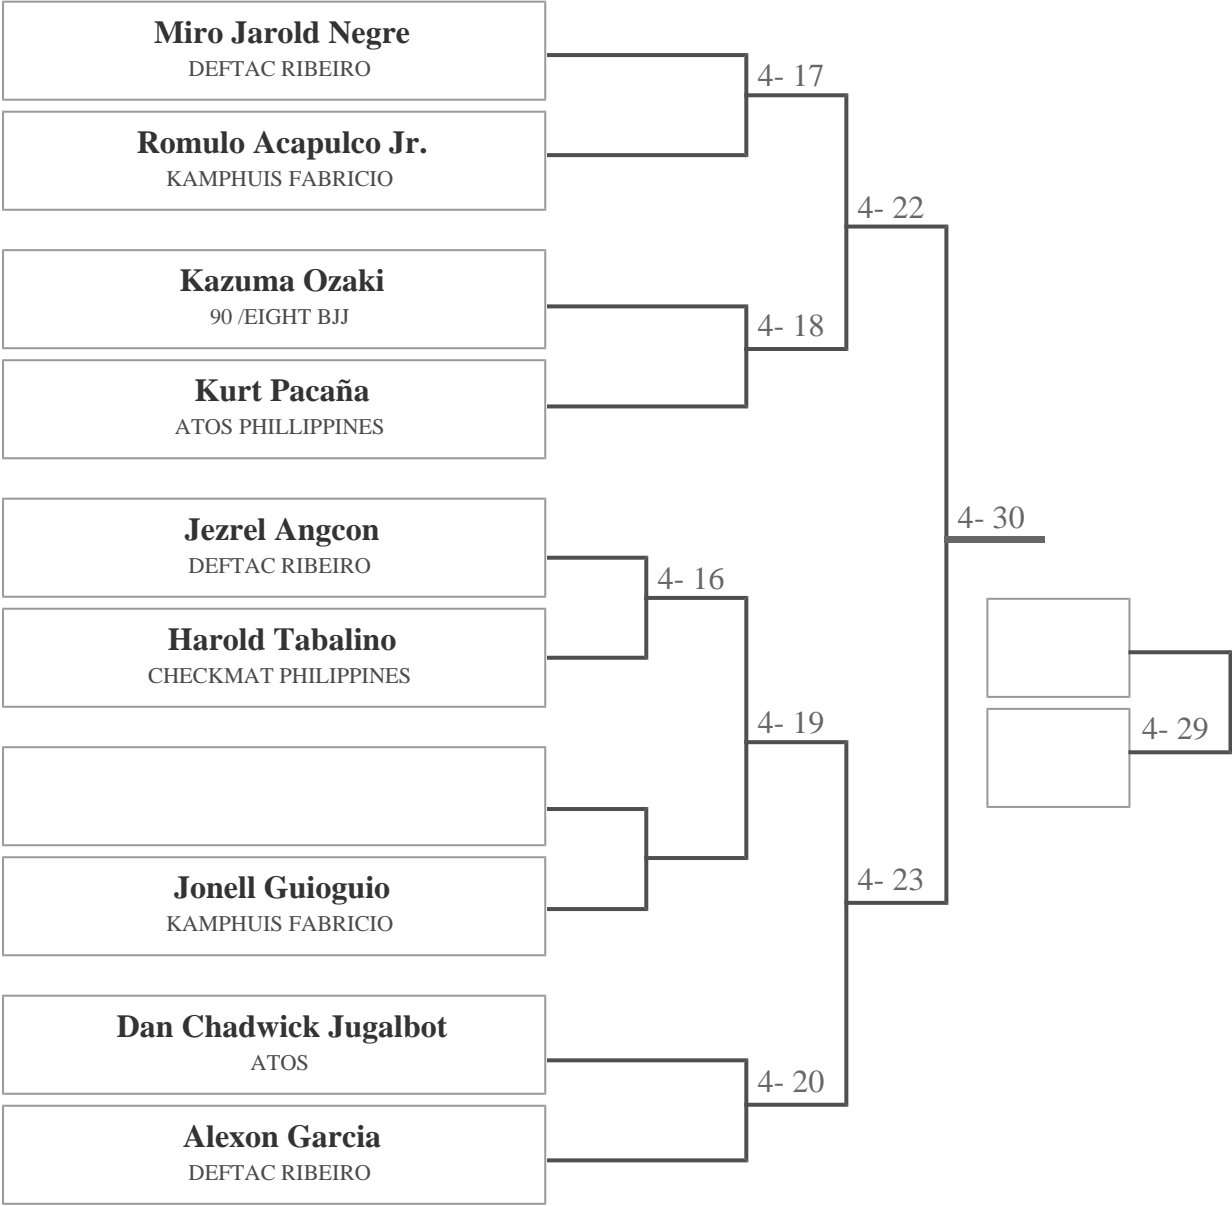 Miro Jarold Negre
DEFTAC RIBEIRO
4- 17
Romulo Acapulco Jr.
KAMPHUIS FABRICIO
4- 22
Kazuma Ozaki
90 /EIGHT BJJ
4- 18
Kurt Pacaña
ATOS PHILLIPPINES
Jezrel Angcon
DEFTAC RIBEIRO
4- 30
4- 16
Harold Tabalino
CHECKMAT PHILIPPINES
4- 19
4- 29
Jonell Guioguio
KAMPHUIS FABRICIO
4- 23
Dan Chadwick Jugalbot
ATOS
4- 20
Alexon Garcia
DEFTAC RIBEIRO